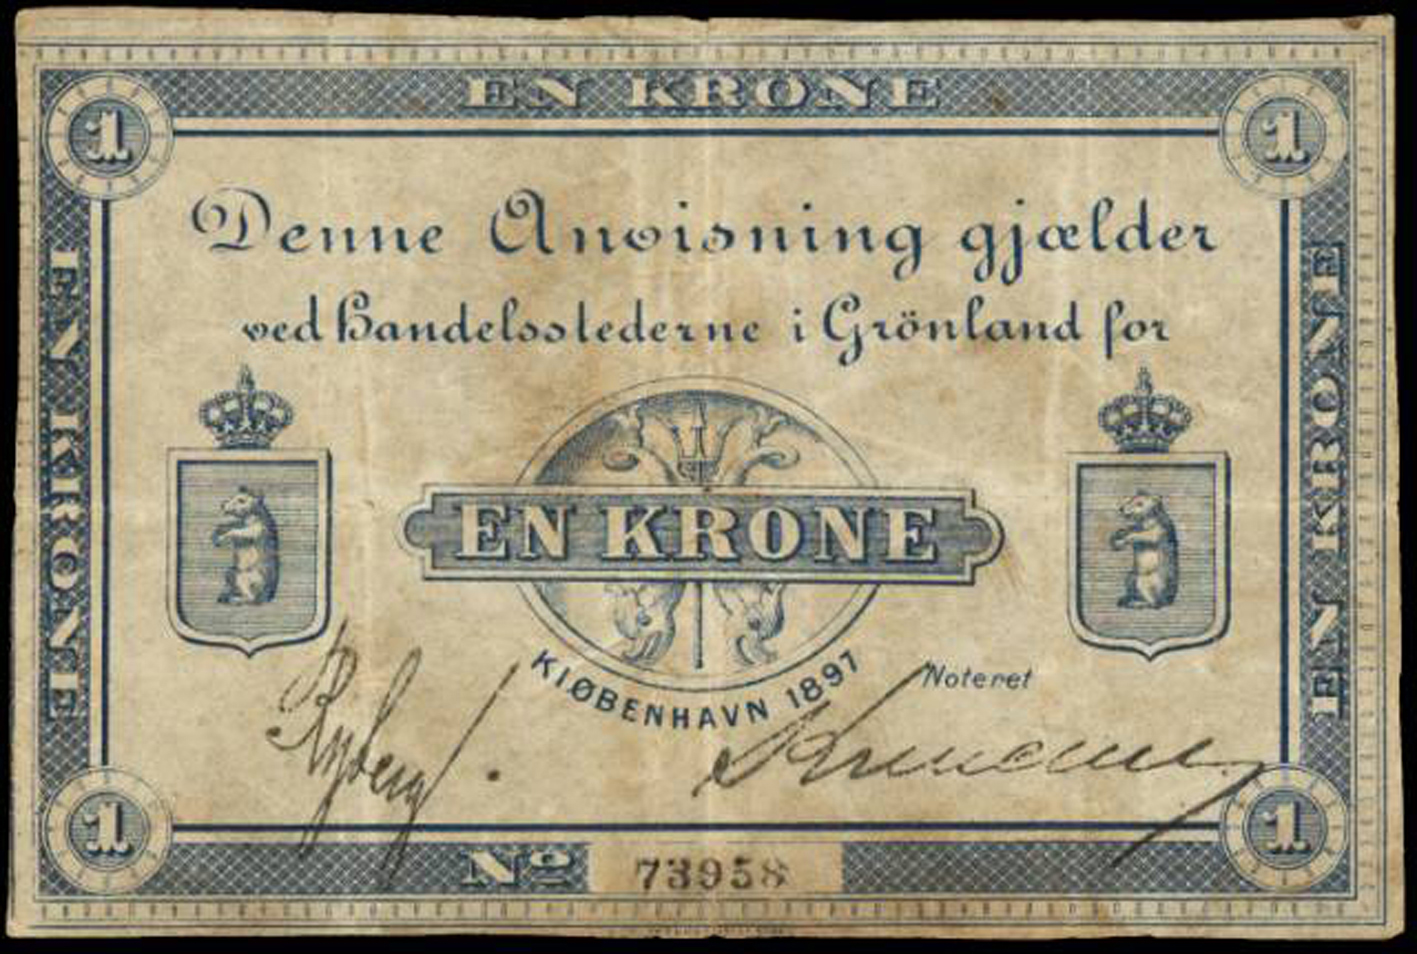 EN KRONE
1
1
Denne Anvisning gjælder
ved Handelsstederne i Grönland for
EN KRONE
EN KRONE
EN KRONE
KIØBENHAVN 1897
Noteret
Ryberg
1
1
No 73958